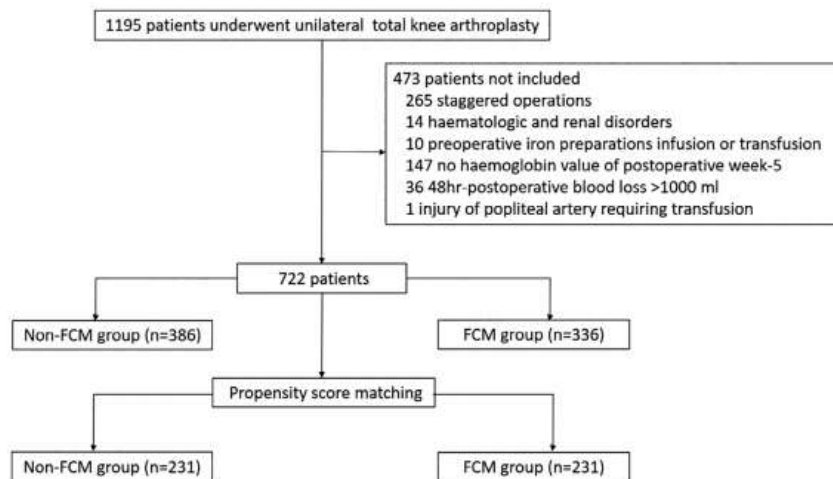 1195 patients underwent unilateral total knee arthroplasty
473 patients not included
265 staggered operations
14 haematologic and renal disorders
10 preoperative iron preparations infusion or transfusion
147 no haemoglobin value of postoperative week-5
36 48hr-postoperative blood loss >1000 ml
1 injury of popliteal artery requiring transfusion
722 patients
Non-FCM group (n=386)
FCM group (n=336)
Propensity score matching
Non-FCM group (n=231)
FCM group (n=231)